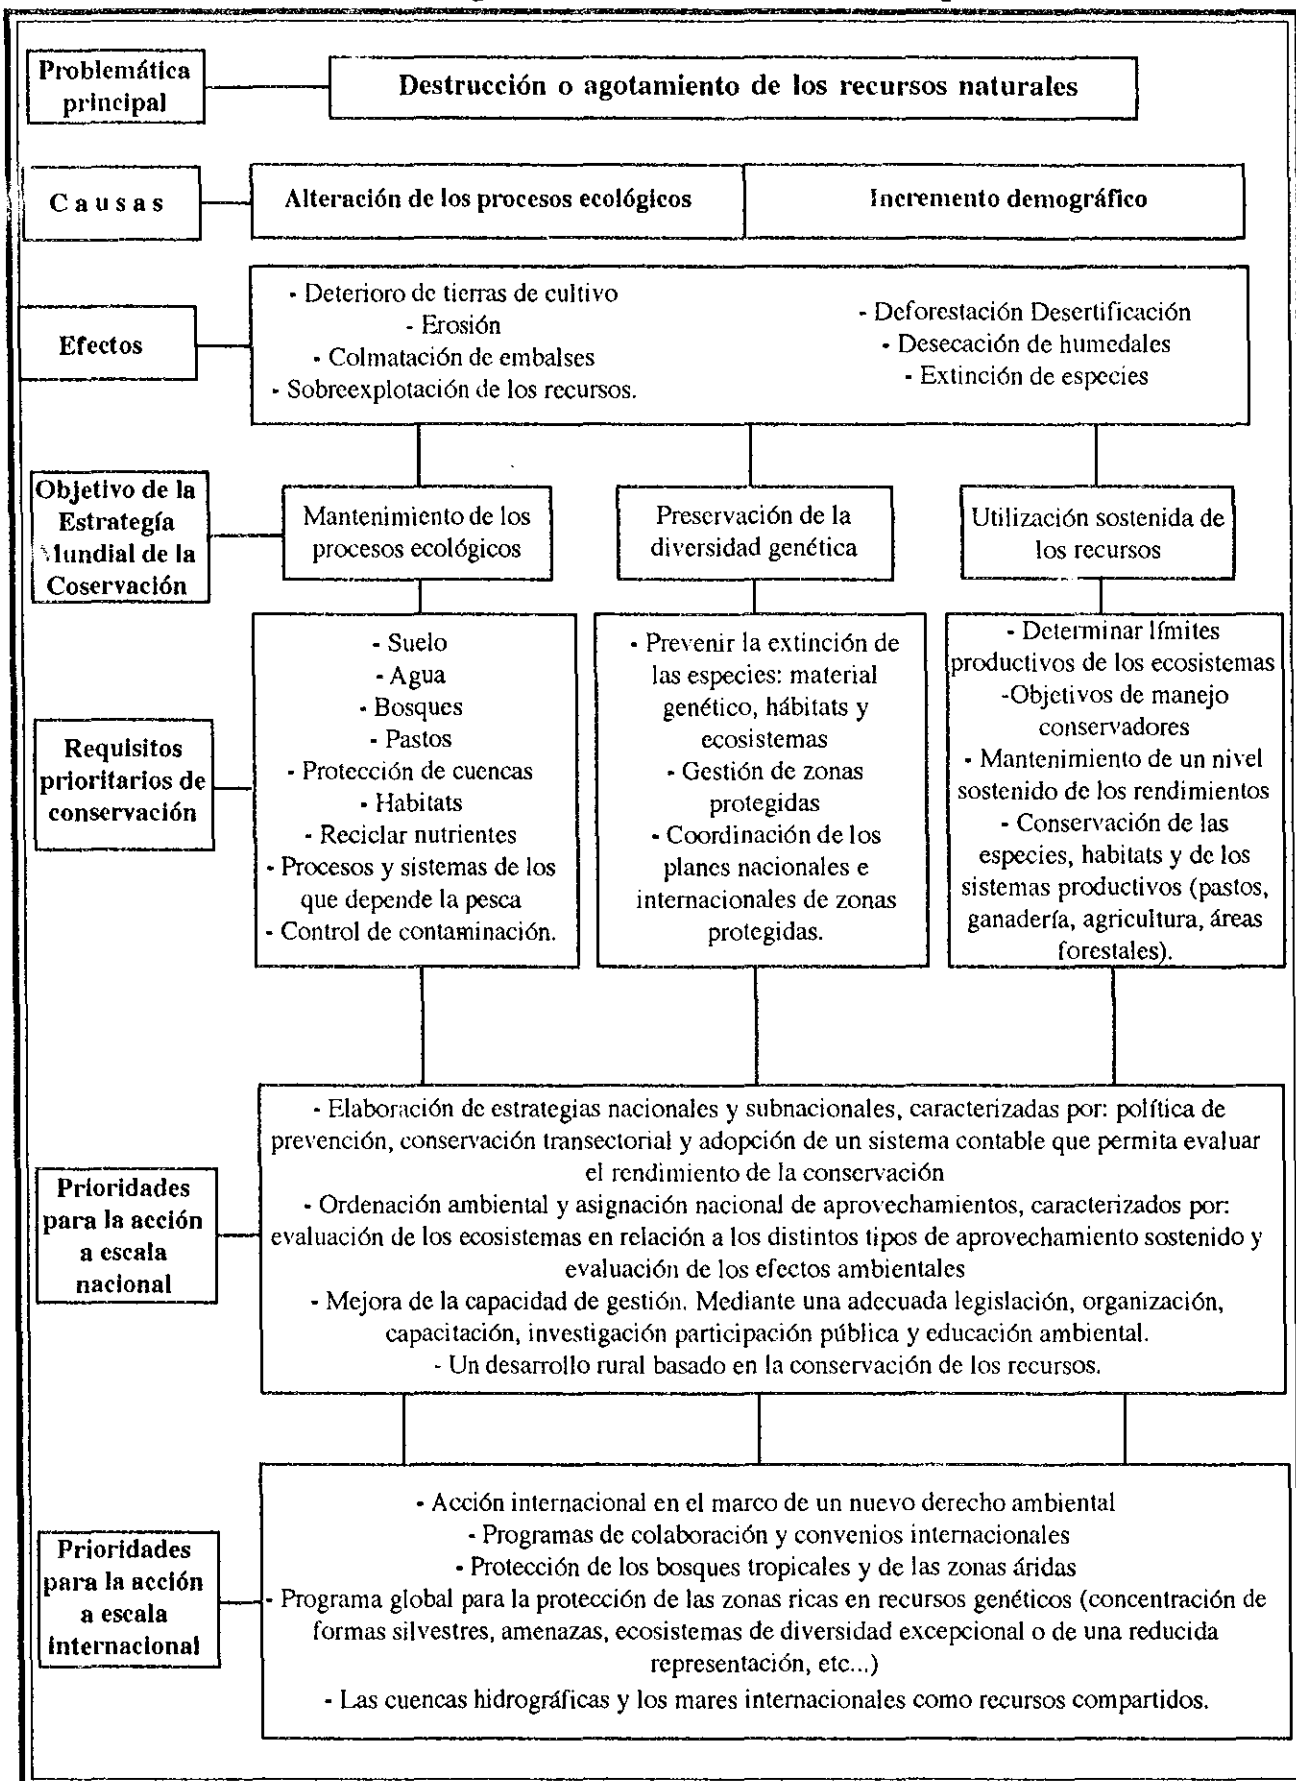 Problemática
principal
Destrucción o agotamiento de los recursos naturales
Causas
Alteración de los procesos ecológicos
Incremento demográfico
Efectos
- Deterioro de tierras de cultivo
- Erosión
- Colmatación de embalses
- Sobreexplotación de los recursos.
- Deforestación Desertificación
- Desecación de humedales
- Extinción de especies
Objetivo de la
Estrategía
Mundial de la
Coservación
Mantenimiento de los
procesos ecológicos
Preservación de la
diversidad genética
Utilización sostenida de
los recursos
Requisitos
prioritarios de
conservación
- Suelo
- Agua
- Bosques
- Pastos
- Protección de cuencas
- Habitats
- Reciclar nutrientes
- Procesos y sistemas de los
que depende la pesca
- Control de contaminación.
- Prevenir la extinción de
las especies: material
genético, hábitats y
ecosistemas
- Gestión de zonas
protegidas
- Coordinación de los
planes nacionales e
internacionales de zonas
protegidas.
- Determinar límites
productivos de los ecosistemas
-Objetivos de manejo
conservadores
- Mantenimiento de un nivel
sostenido de los rendimientos
- Conservación de las
especies, habitats y de los
sistemas productivos (pastos,
ganadería, agricultura, áreas
forestales).
Prioridades
para la acción
a escala
nacional
- Elaboración de estrategias nacionales y subnacionales, caracterizadas por: política de
prevención, conservación transectorial y adopción de un sistema contable que permita evaluar
el rendimiento de la conservación
- Ordenación ambiental y asignación nacional de aprovechamientos, caracterizados por:
evaluación de los ecosistemas en relación a los distintos tipos de aprovechamiento sostenido y
evaluación de los efectos ambientales
- Mejora de la capacidad de gestión. Mediante una adecuada legislación, organización,
capacitación, investigación participación pública y educación ambiental.
- Un desarrollo rural basado en la conservación de los recursos.
Prioridades
para la acción
a escala
internacional
- Acción internacional en el marco de un nuevo derecho ambiental
- Programas de colaboración y convenios internacionales
- Protección de los bosques tropicales y de las zonas áridas
- Programa global para la protección de las zonas ricas en recursos genéticos (concentración de
formas silvestres, amenazas, ecosistemas de diversidad excepcional o de una reducida
representación, etc...)
- Las cuencas hidrográficas y los mares internacionales como recursos compartidos.